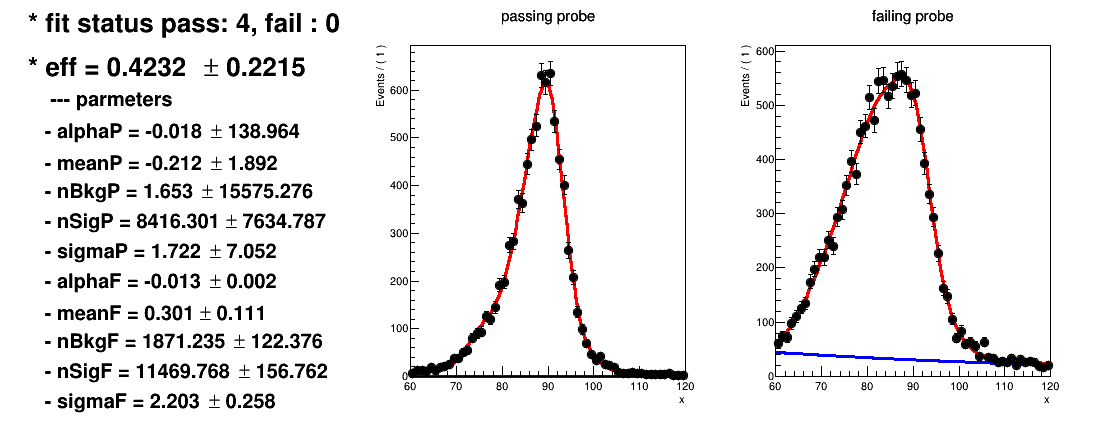 * fit status pass: 4, fail : 0
* eff = 0.4232 ± 0.2215
--- parmeters
- alphaP = -0.018 ± 138.964
- meanP = -0.212 ± 1.892
- nBkgP = 1.653 ± 15575.276
- nSigP = 8416.301 ± 7634.787
- sigmaP = 1.722 ± 7.052
- alphaF = -0.013 ± 0.002
- meanF = 0.301 ± 0.111
- nBkgF = 1871.235 ± 122.376
- nSigF = 11469.768 ± 156.762
- sigmaF = 2.203 ± 0.258
passing probe
Events / ( 1 )
600
500
400
300
200
100
0
60 70 80 90 100 110 120
x
failing probe
Events / ( 1 )
600
500
400
300
200
100
0
60 70 80 90 100 110 120
x